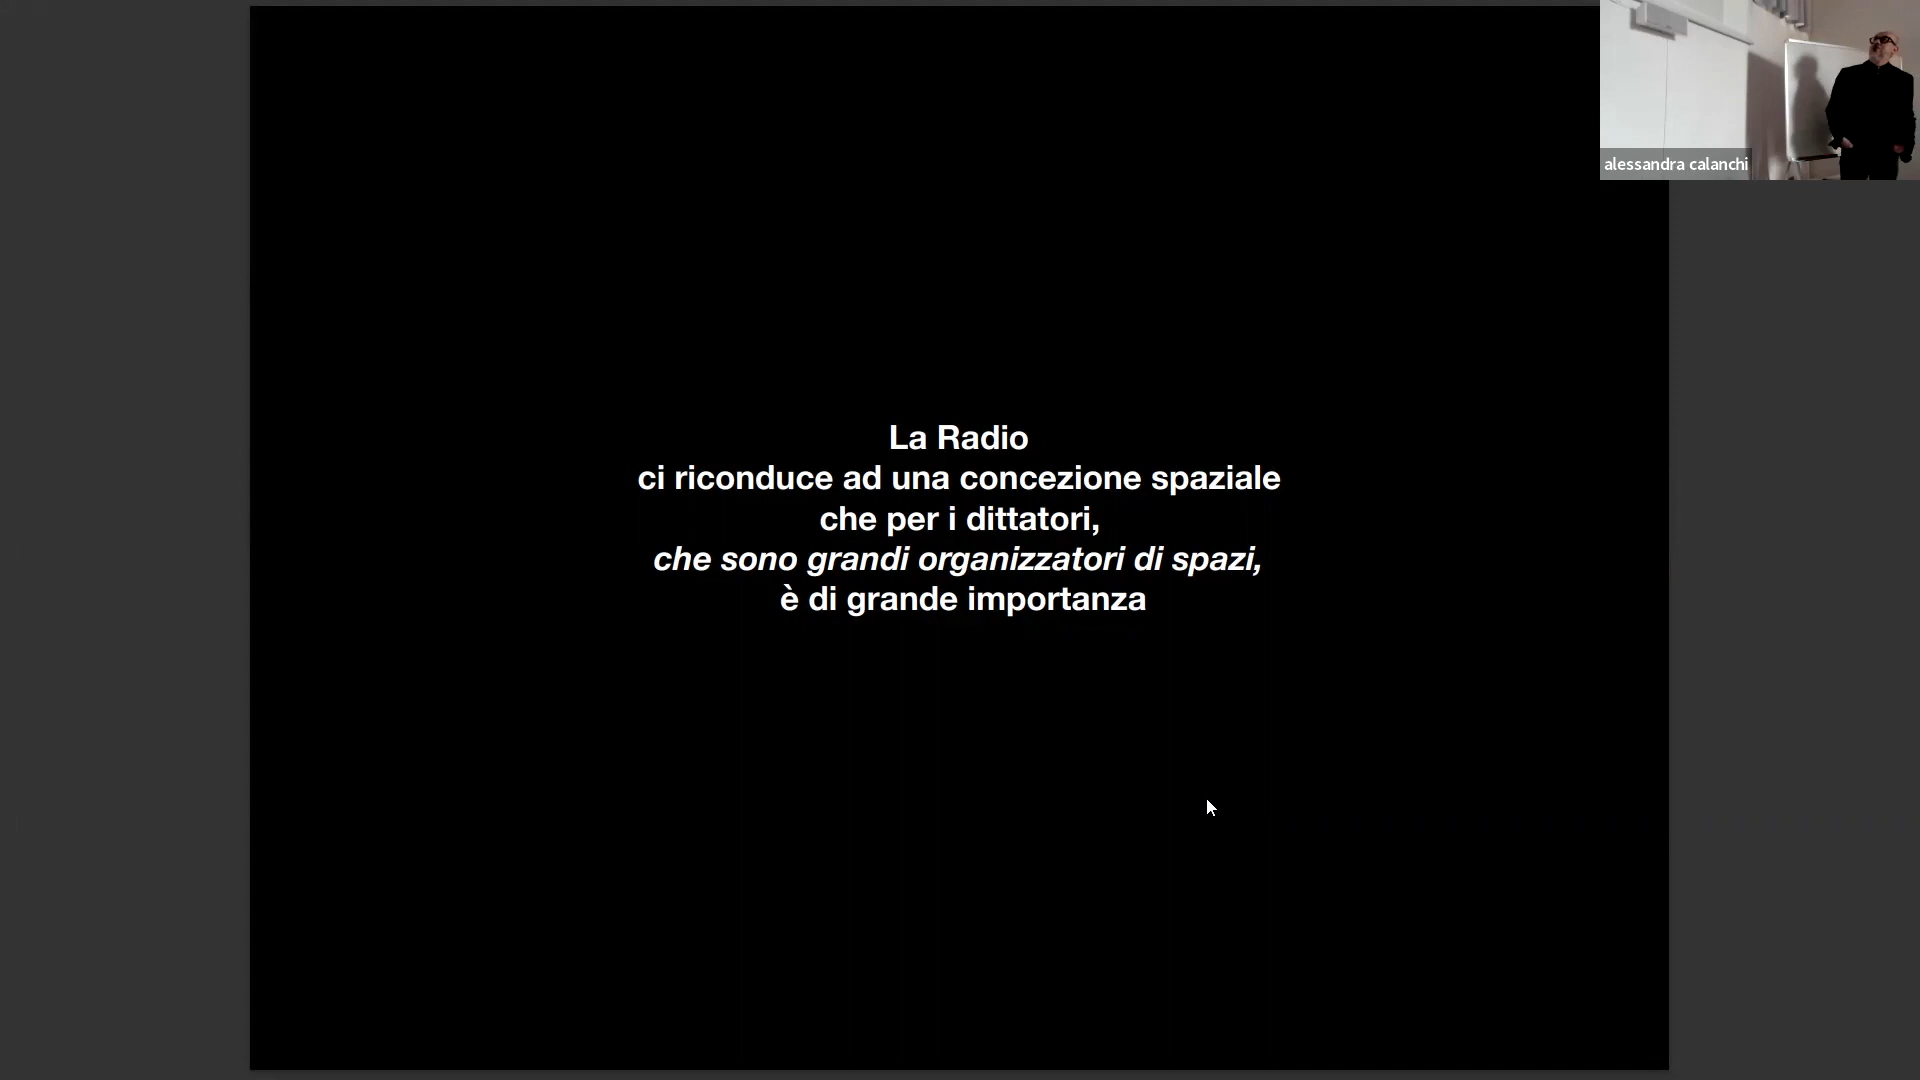 La Radio
ci riconduce ad una concezione spaziale
che per i dittatori,
che sono grandi organizzatori di spazi,
è di grande importanza
alessandra calanchi